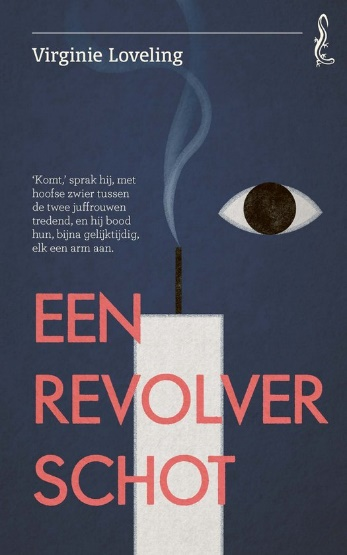 Virginie Loveling
‘Komt,’ sprak hij, met
hoofse zwier tussen
de twee juffrouwen
tredend, en hij bood
hun, bijna gelijktijdig,
elk een arm aan.
EEN
REVOLVER
SCHOT